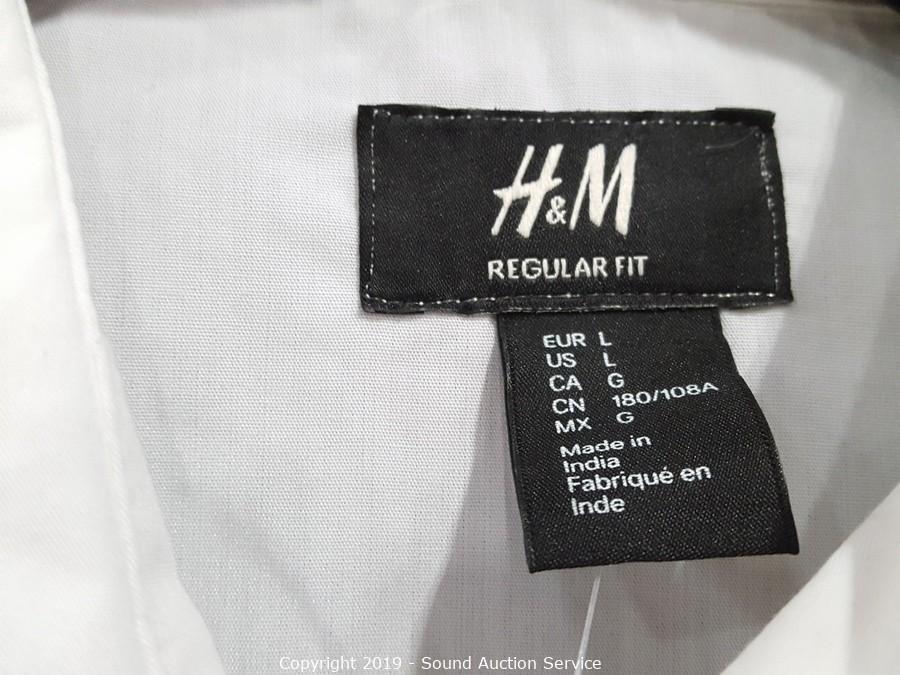 H&M
REGULAR FIT
EUR L
US L
CA G
CN 180/108A
MX G
Made in
India
Fabriqué en
Inde
Copyright 2019 - Sound Auction Service